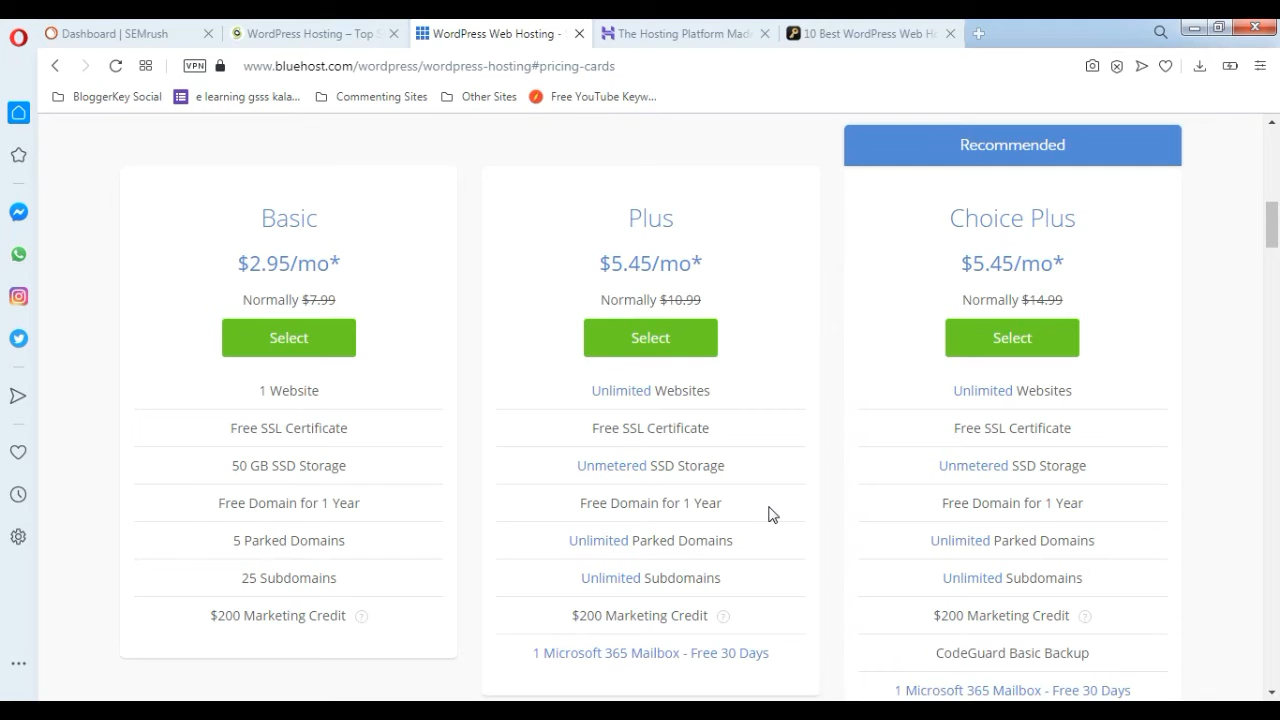 Dashboard | SEMrush
WordPress Hosting – Top
WordPress Web Hosting -
The Hosting Platform Mad
10 Best WordPress Web H
VPN
www.bluehost.com/wordpress/wordpress-hosting#pricing-cards
BloggerKey Social
e learning gsss kala...
Commenting Sites
Other Sites
Free YouTube Keyw...
Recommended
Basic
$2.95/mo*
Normally $7.99
Select
1 Website
Free SSL Certificate
50 GB SSD Storage
Free Domain for 1 Year
5 Parked Domains
25 Subdomains
$200 Marketing Credit ?
Plus
$5.45/mo*
Normally $10.99
Select
Unlimited Websites
Free SSL Certificate
Unmetered SSD Storage
Free Domain for 1 Year
Unlimited Parked Domains
Unlimited Subdomains
$200 Marketing Credit ?
1 Microsoft 365 Mailbox - Free 30 Days
Choice Plus
$5.45/mo*
Normally $14.99
Select
Unlimited Websites
Free SSL Certificate
Unmetered SSD Storage
Free Domain for 1 Year
Unlimited Parked Domains
Unlimited Subdomains
$200 Marketing Credit ?
CodeGuard Basic Backup
1 Microsoft 365 Mailbox - Free 30 Days